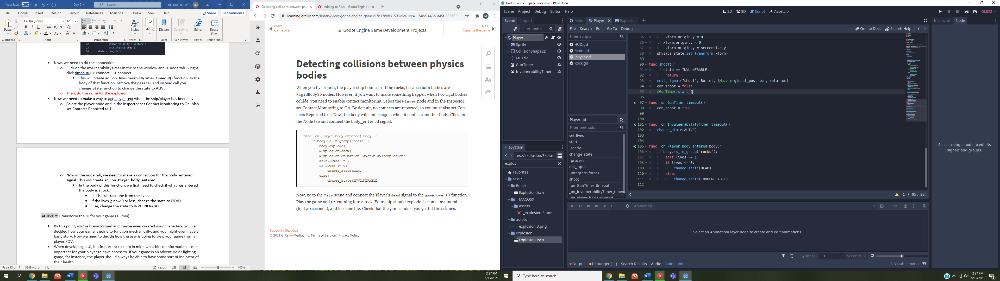 AutoSave Off
Day 5
Search
RE, MATTHEW J RM
File Home Insert Design Layout References Mailings Review View Help Share Comments
Calibri (Body) 12
Paste
Styles
Editing
Dictate
Sensitivity
Editor
Reuse Files
Clipboard Font Paragraph Styles Voice Sensitivity Editor Reuse Files
22 linear_velocity = Vector2()
23 emit_signal("dead")
24 state = new_state
• Now, we need to do the connection.
o Click on the InvulnerabilityTimer in the Scene window and -> node tab -> right
click timeout() -> connect... -> connect.
▪ This will create an _on_InvulnerabilityTimer_timeout() function. In the
body of that function, remove the pass call and instead call you
change_state function to change the state to ALIVE
o Then, do the same for the explosion.
• Now we need to make a way to actually detect when the ship/player has been hit.
o Select the player node and in the inspector set Contact Monitoring to On. Also,
set Contacts Reported to 1.
o Now in the node tab, we need to make a connection for the body_entered
signal. This will create an _on_Player_body_entered.
▪ In the body of this function, we first need to check if what has entered
the body is a rock.
• If it is, subtract one from the lives.
• If the lives is now 0 or less, change the state to DEAD
• Else, change the state to INVULNERABLE
ACTIVITY: Brainstorm the UI for your game (15 min)
• By this point, you've brainstormed and maybe even created your characters, you've
decided how your game is going to function mechanically, and you might even have a
basic story. Now we need to decide how the user is going to view your game from a
player POV.
• When developing a UI, it is important to keep in mind what bits of information is most
important for your player to have access to. If your game is an adventure or fighting
game, for instance, the player should always be able to have some sort of indicator of
their health.
Page 15 of 17 3649 words Focus 100%
Detecting collisions between phy
Adding to Rock - Godot Engine
learning.oreilly.com/library/view/godot-engine-game/9781788831505/9e61ee41-748d-446b-a45f-839135...
PREV
Game over
Godot Engine Game Development Projects
NEXT
Pausing the game
Detecting collisions between physics
bodies
When you fly around, the player ship bounces off the rocks, because both bodies are
RigidBody2D nodes. However, if you want to make something happen when two rigid bodies
collide, you need to enable contact monitoring. Select the Player node and in the Inspector,
set Contact Monitoring to On. By default, no contacts are reported, so you must also set Con-
tacts Reported to 1. Now, the body will emit a signal when it contacts another body. Click on
the Node tab and connect the body_entered signal:
func _on_Player_body_entered( body ):
if body.is_in_group('rocks'):
body.explode()
$Explosion.show()
$Explosion/AnimationPlayer.play("explosion")
self.lives -= 1
if lives <= 0:
change_state(DEAD)
else:
change_state(INVULNERABLE)
Now, go to the Main scene and connect the Player's dead signal to the game_over() function.
Play the game and try running into a rock. Your ship should explode, become invulnerable
(for two seconds), and lose one life. Check that the game ends if you get hit three times.
Support / Sign Out
© 2021 O'Reilly Media, Inc. Terms of Service / Privacy Policy
2:27 PM
5/15/2021
Godot Engine - Space Rocks Full - Player.tscn
Scene Project Debug Editor Help
2D 3D Script AssetLib
GLES3
Scene Import
Filter nodes
Player
Sprite
CollisionShape2D
Muzzle
GunTimer
InvulnerabilityTimer
FileSystem
res://explosion/Explos
explos
Favorites:
res://
Bullet
Explosion.tscn
__MACOSX
assets
._explosion 3.png
assets
explosion 3.png
explosion
Explosion.tscn
Main Player Explosion
File Search Edit Go To Debug
Online Docs Search Help
Filter scripts
HUD.gd
Main.gd
Player.gd
Rock.gd
Player.gd
Filter methods
set_lives
start
_ready
change_state
_process
get_input
_integrate_forces
shoot
_on_GunTimer_timeout
_on_InvulnerabilityTimer_timeou
85 xform.origin.y = 0
86 if xform.origin.y < 0:
87 xform.origin.y = screensize.y
88 physics_state.set_transform(xform)
89
90 func shoot():
91 if state == INVULNERABLE:
92 return
93 emit_signal("shoot", Bullet, $Muzzle.global_position, rotation)
94 can_shoot = false
95 $GunTimer.start()
96
97 func _on_GunTimer_timeout():
98 can_shoot = true
99
100
101 func _on_InvulnerabilityTimer_timeout():
102 change_state(ALIVE)
103
104
105 func _on_Player_body_entered(body):
106 if body.is_in_group('rocks'):
107 self.lives -= 1
108 if lives <= 0:
109 change_state(DEAD)
110 else:
111 change_state(INVULNERABLE)
112
1 ( 95, 22)
0 Animation Edit
Select an AnimationPlayer node to create and edit animations.
Snap: 0 Seconds
Output Debugger (11) Search Results Audio Animation
3.3.stable.mono
Inspector Node
Select a single node to edit its
signals and groups.
Type here to search
2:27 PM
5/15/2021